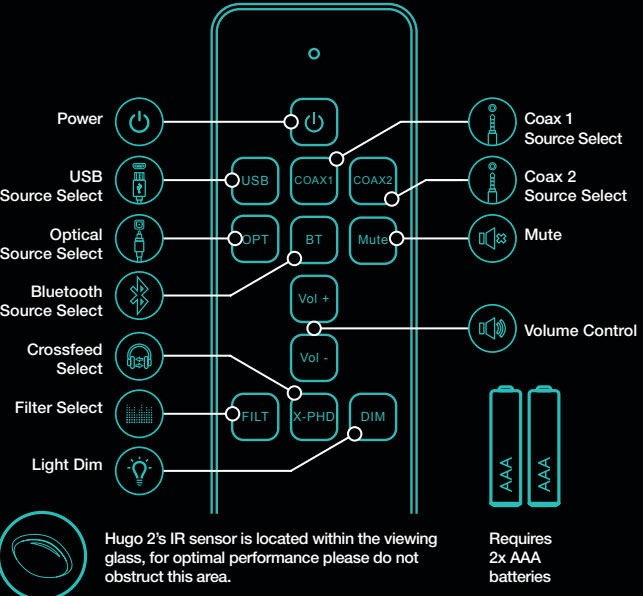 Power
Coax 1
Source Select
USB
COAX1
COAX2
USB
Source Select
Coax 2
Source Select
OPT
BT
Mute
Optical
Source Select
Mute
Bluetooth
Source Select
Vol +
Volume Control
Vol -
Crossfeed
Select
Filter Select
FILT
X-PHD
DIM
Light Dim
AAA
AAA
Hugo 2’s IR sensor is located within the viewing
glass, for optimal performance please do not
obstruct this area.
Requires
2x AAA
batteries